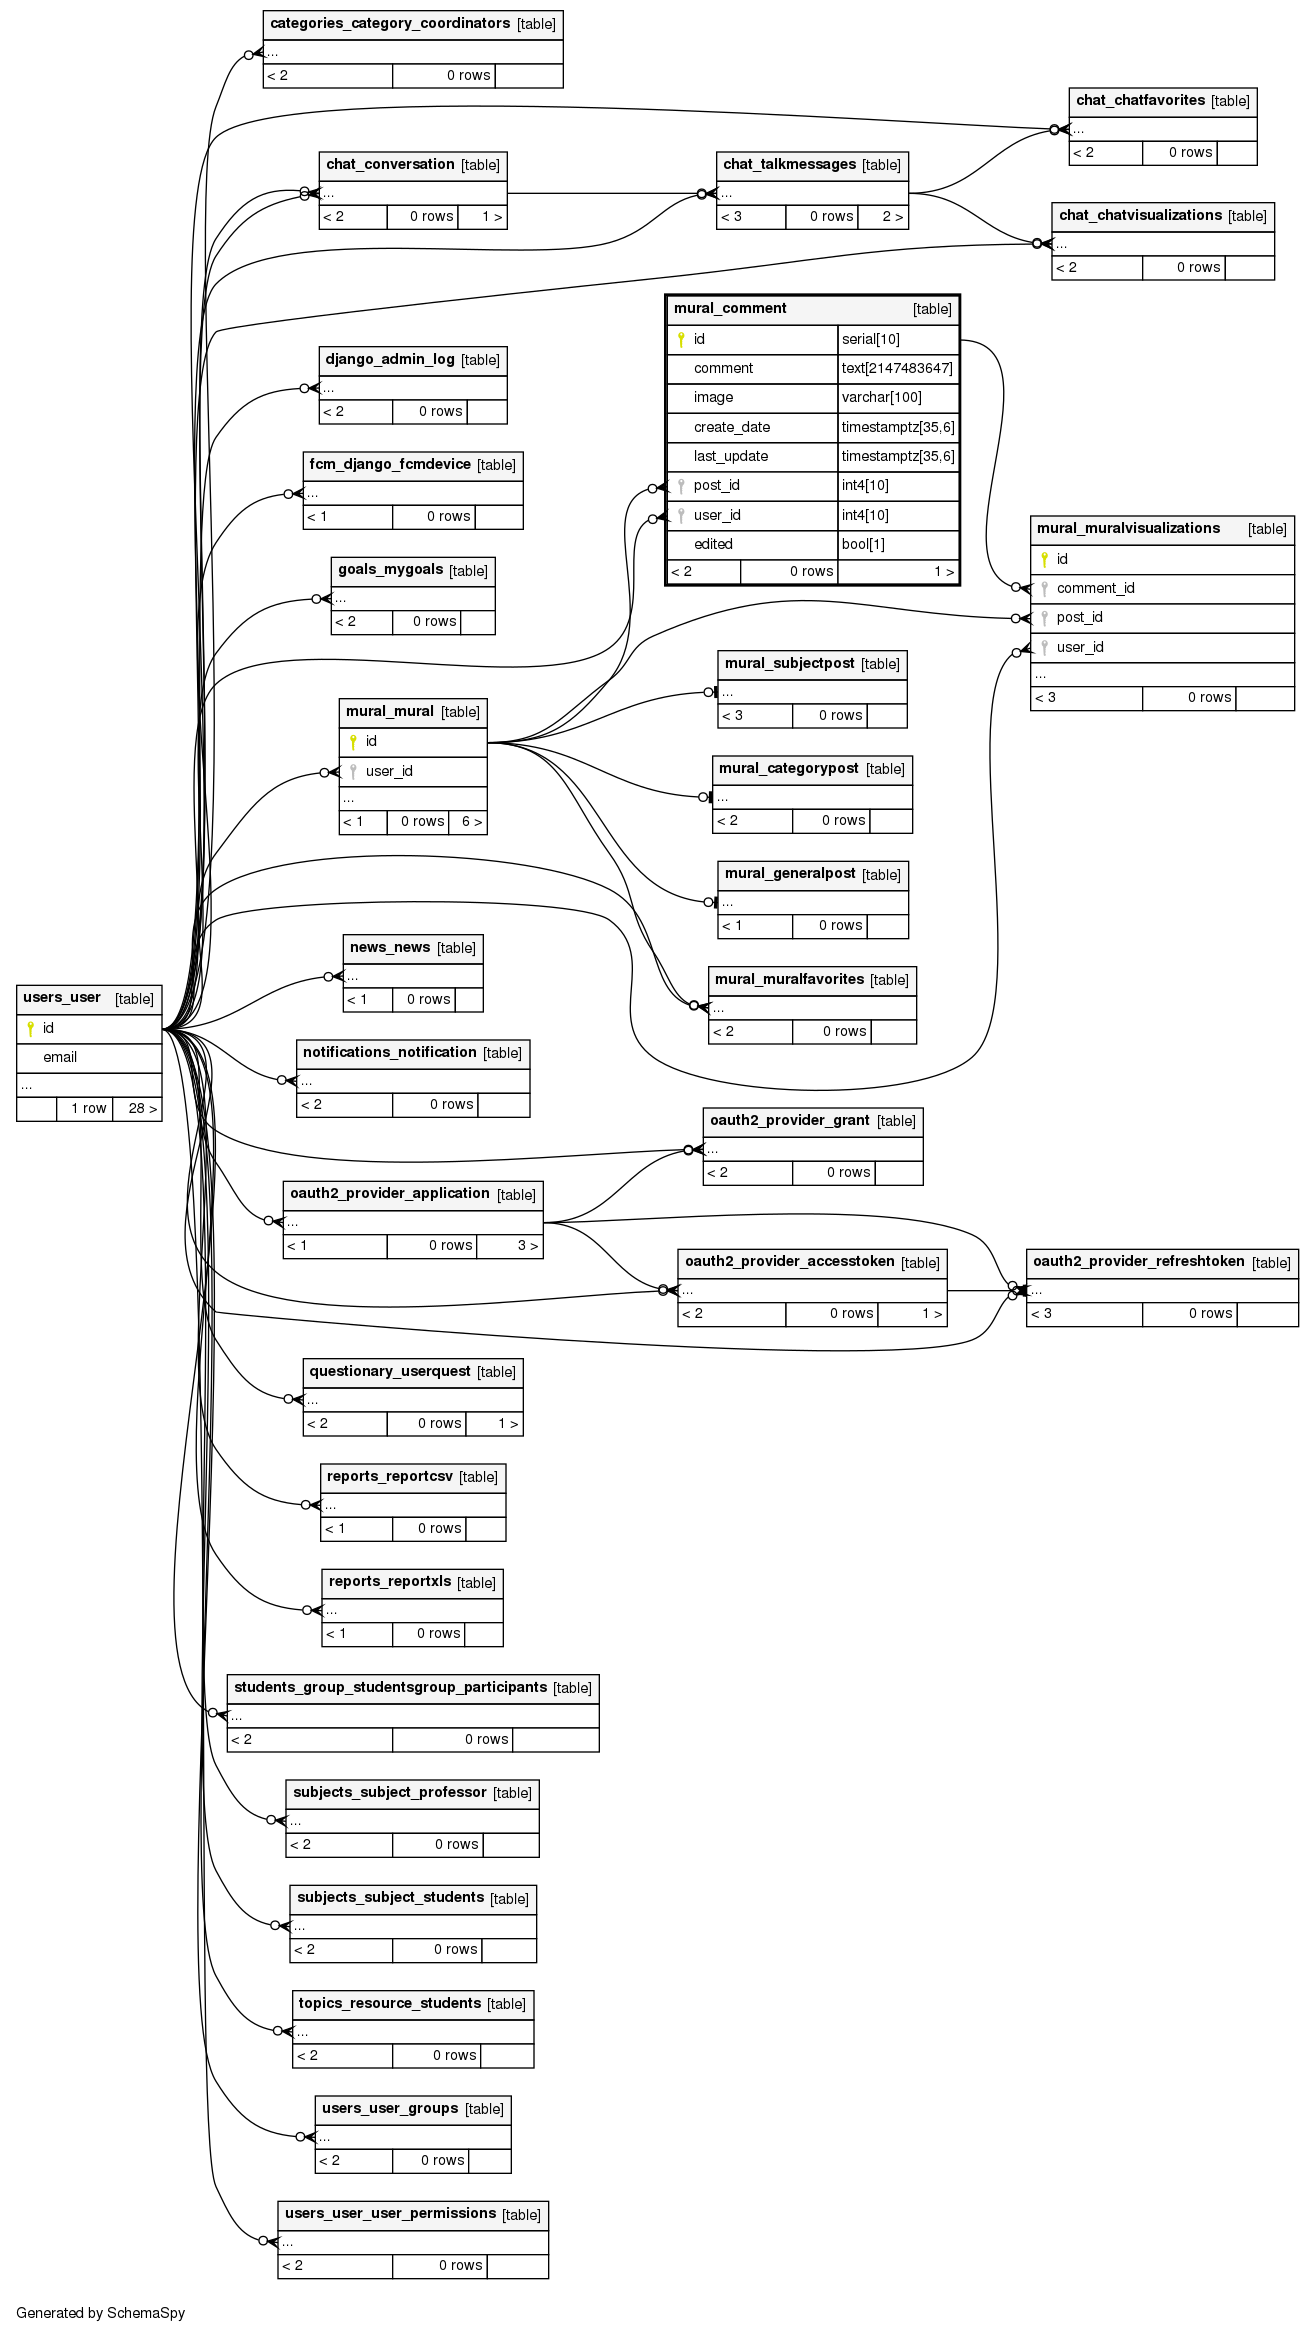 categories_category_coordinators [table]
...
< 2 0 rows
chat_chatfavorites [table]
...
< 2 0 rows
chat_conversation [table]
...
< 2 0 rows 1 >
chat_talkmessages [table]
...
< 3 0 rows 2 >
chat_chatvisualizations [table]
...
< 2 0 rows
mural_comment [table]
id serial[10]
comment text[2147483647]
image varchar[100]
create_date timestamptz[35,6]
last_update timestamptz[35,6]
post_id int4[10]
user_id int4[10]
edited bool[1]
< 2 0 rows 1 >
django_admin_log [table]
...
< 2 0 rows
fcm_django_fcmdevice [table]
...
< 1 0 rows
mural_muralvisualizations [table]
id
comment_id
post_id
user_id
...
< 3 0 rows
goals_mygoals [table]
...
< 2 0 rows
mural_subjectpost [table]
...
< 3 0 rows
mural_mural [table]
id
user_id
...
< 1 0 rows 6 >
mural_categorypost [table]
...
< 2 0 rows
mural_generalpost [table]
...
< 1 0 rows
news_news [table]
...
< 1 0 rows
mural_muralfavorites [table]
...
< 2 0 rows
users_user [table]
id
email
...
1 row 28 >
notifications_notification [table]
...
< 2 0 rows
oauth2_provider_grant [table]
...
< 2 0 rows
oauth2_provider_application [table]
...
< 1 0 rows 3 >
oauth2_provider_accesstoken [table]
...
< 2 0 rows 1 >
oauth2_provider_refreshtoken [table]
...
< 3 0 rows
questionary_userquest [table]
...
< 2 0 rows 1 >
reports_reportcsv [table]
...
< 1 0 rows
reports_reportxls [table]
...
< 1 0 rows
students_group_studentsgroup_participants [table]
...
< 2 0 rows
subjects_subject_professor [table]
...
< 2 0 rows
subjects_subject_students [table]
...
< 2 0 rows
topics_resource_students [table]
...
< 2 0 rows
users_user_groups [table]
...
< 2 0 rows
users_user_user_permissions [table]
...
< 2 0 rows
Generated by SchemaSpy